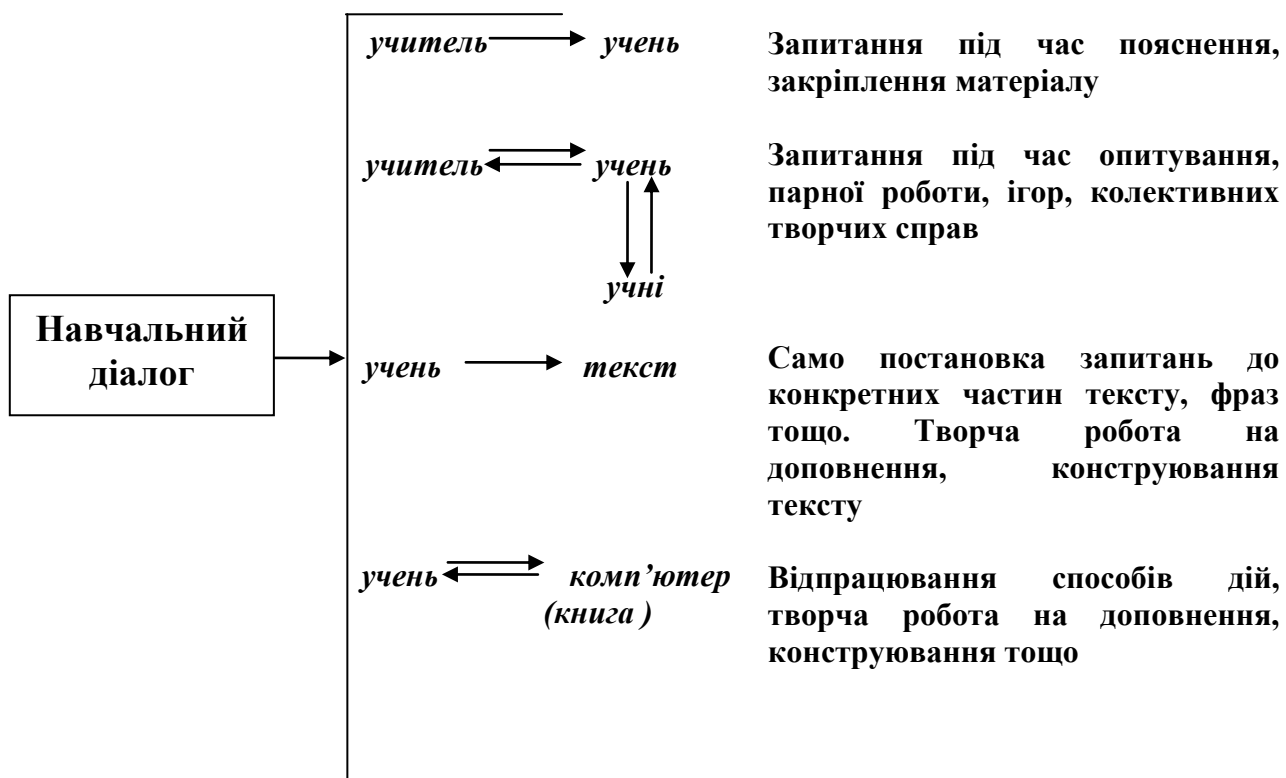 учитель учень Запитання під час пояснення,
закріплення матеріалу
учитель учень Запитання під час опитування,
парної роботи, ігор, колективних
творчих справ
учні
Навчальний
діалог
учень текст Само постановка запитань до
конкретних частин тексту, фраз
тощо. Творча робота на
доповнення, конструювання
тексту
учень комп’ютер Відпрацювання способів дій,
(книга ) творча робота на доповнення,
конструювання тощо